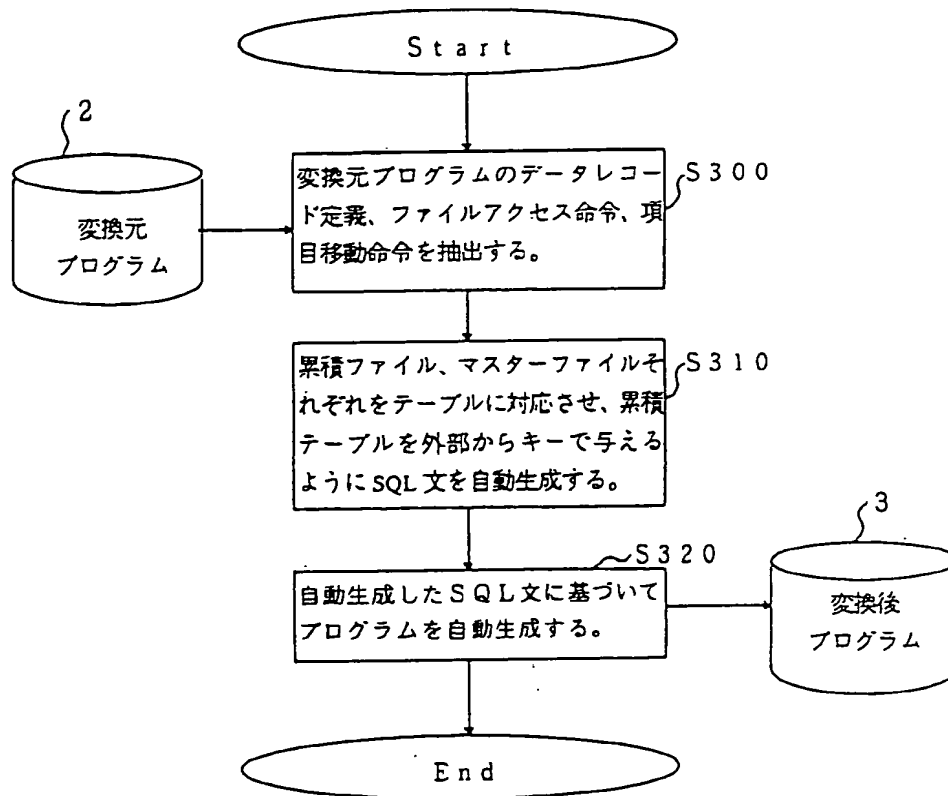 Start
2
変換元
プログラム
変換元プログラムのデータレコー
ド定義、ファイルアクセス命令、項
目移動命令を抽出する。
S300
累積ファイル、マスターファイルそ
れぞれをテーブルに対応させ、累積
テーブルを外部からキーで与える
ようにSQL文を自動生成する。
S310
自動生成したSQL文に基づいて
プログラムを自動生成する。
S320
3
変換後
プログラム
End